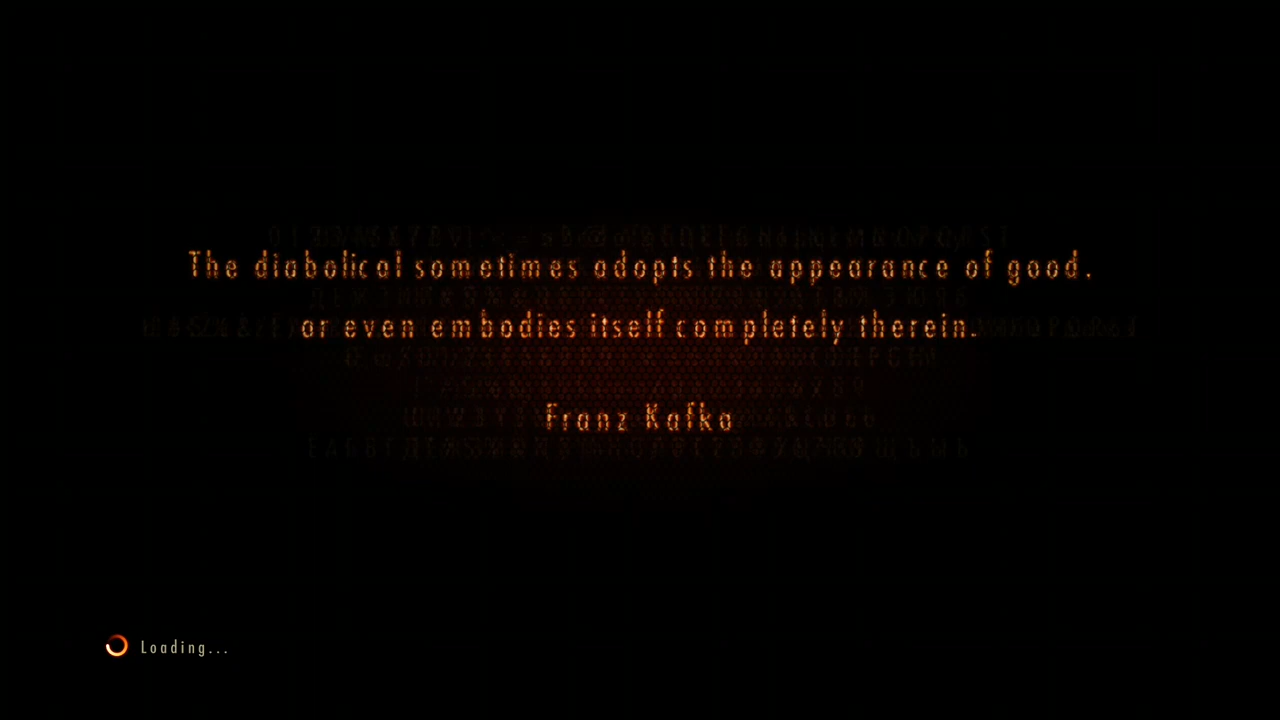 The diabolical sometimes adopts the appearance of good.
or even embodies itself completely therein.
Franz Kafka
Loading...